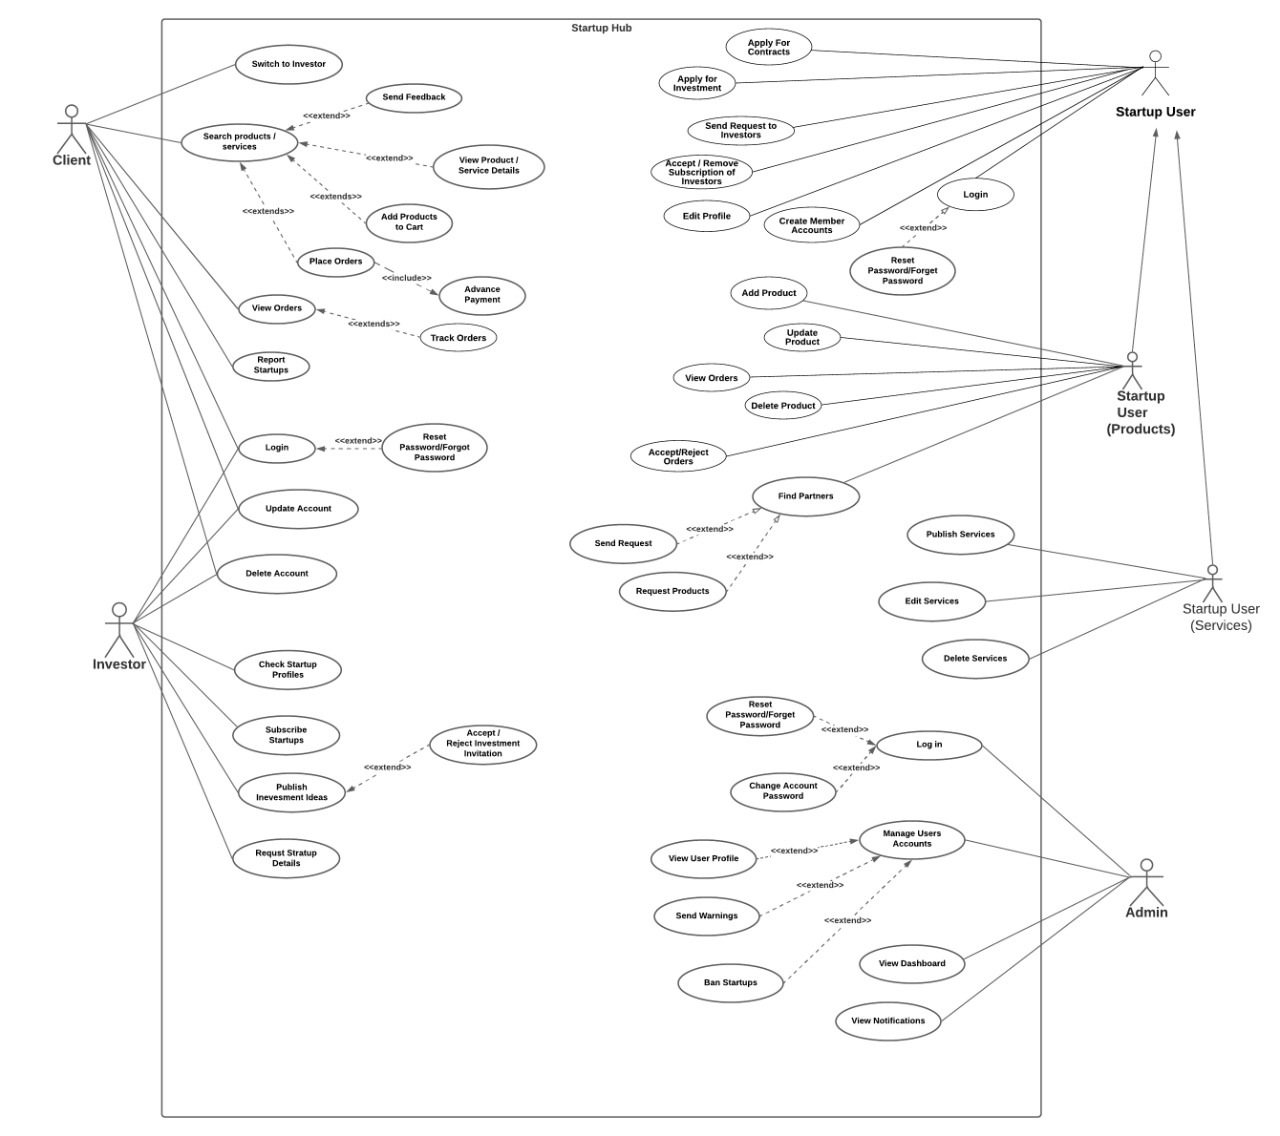 Startup Hub
Switch to Investor
Send Feedback
<<extend>>
Search products /
services
<<extend>>
View Product /
Service Details
<<extends>>
Add Products
to Cart
<<extends>>
Place Orders
<<include>>
Advance
Payment
View Orders
<<extends>>
Track Orders
Report
Startups
Login
<<extend>>
Reset
Password/Forgot
Password
Update Account
Delete Account
Check Startup
Profiles
Subscribe
Startups
Accept /
Reject Investment
Invitation
<<extend>>
Publish
Inevesment Ideas
Requst Stratup
Details
Client
Investor
Apply For
Contracts
Apply for
Investment
Send Request to
Investors
Accept / Remove
Subscription of
Investors
Edit Profile
Create Member
Accounts
Login
<<extend>>
Reset
Password/Forget
Password
Add Product
Update
Product
View Orders
Delete Product
Accept/Reject
Orders
Find Partners
<<extend>>
Send Request
<<extend>>
Request Products
Publish Services
Edit Services
Delete Services
Reset
Password/Forget
Password
<<extend>>
Log in
<<extend>>
Change Account
Password
Manage Users
Accounts
View User Profile
<<extend>>
<<extend>>
Send Warnings
<<extend>>
Ban Startups
View Dashboard
View Notifications
Startup User
Startup
User
(Products)
Startup User
(Services)
Admin